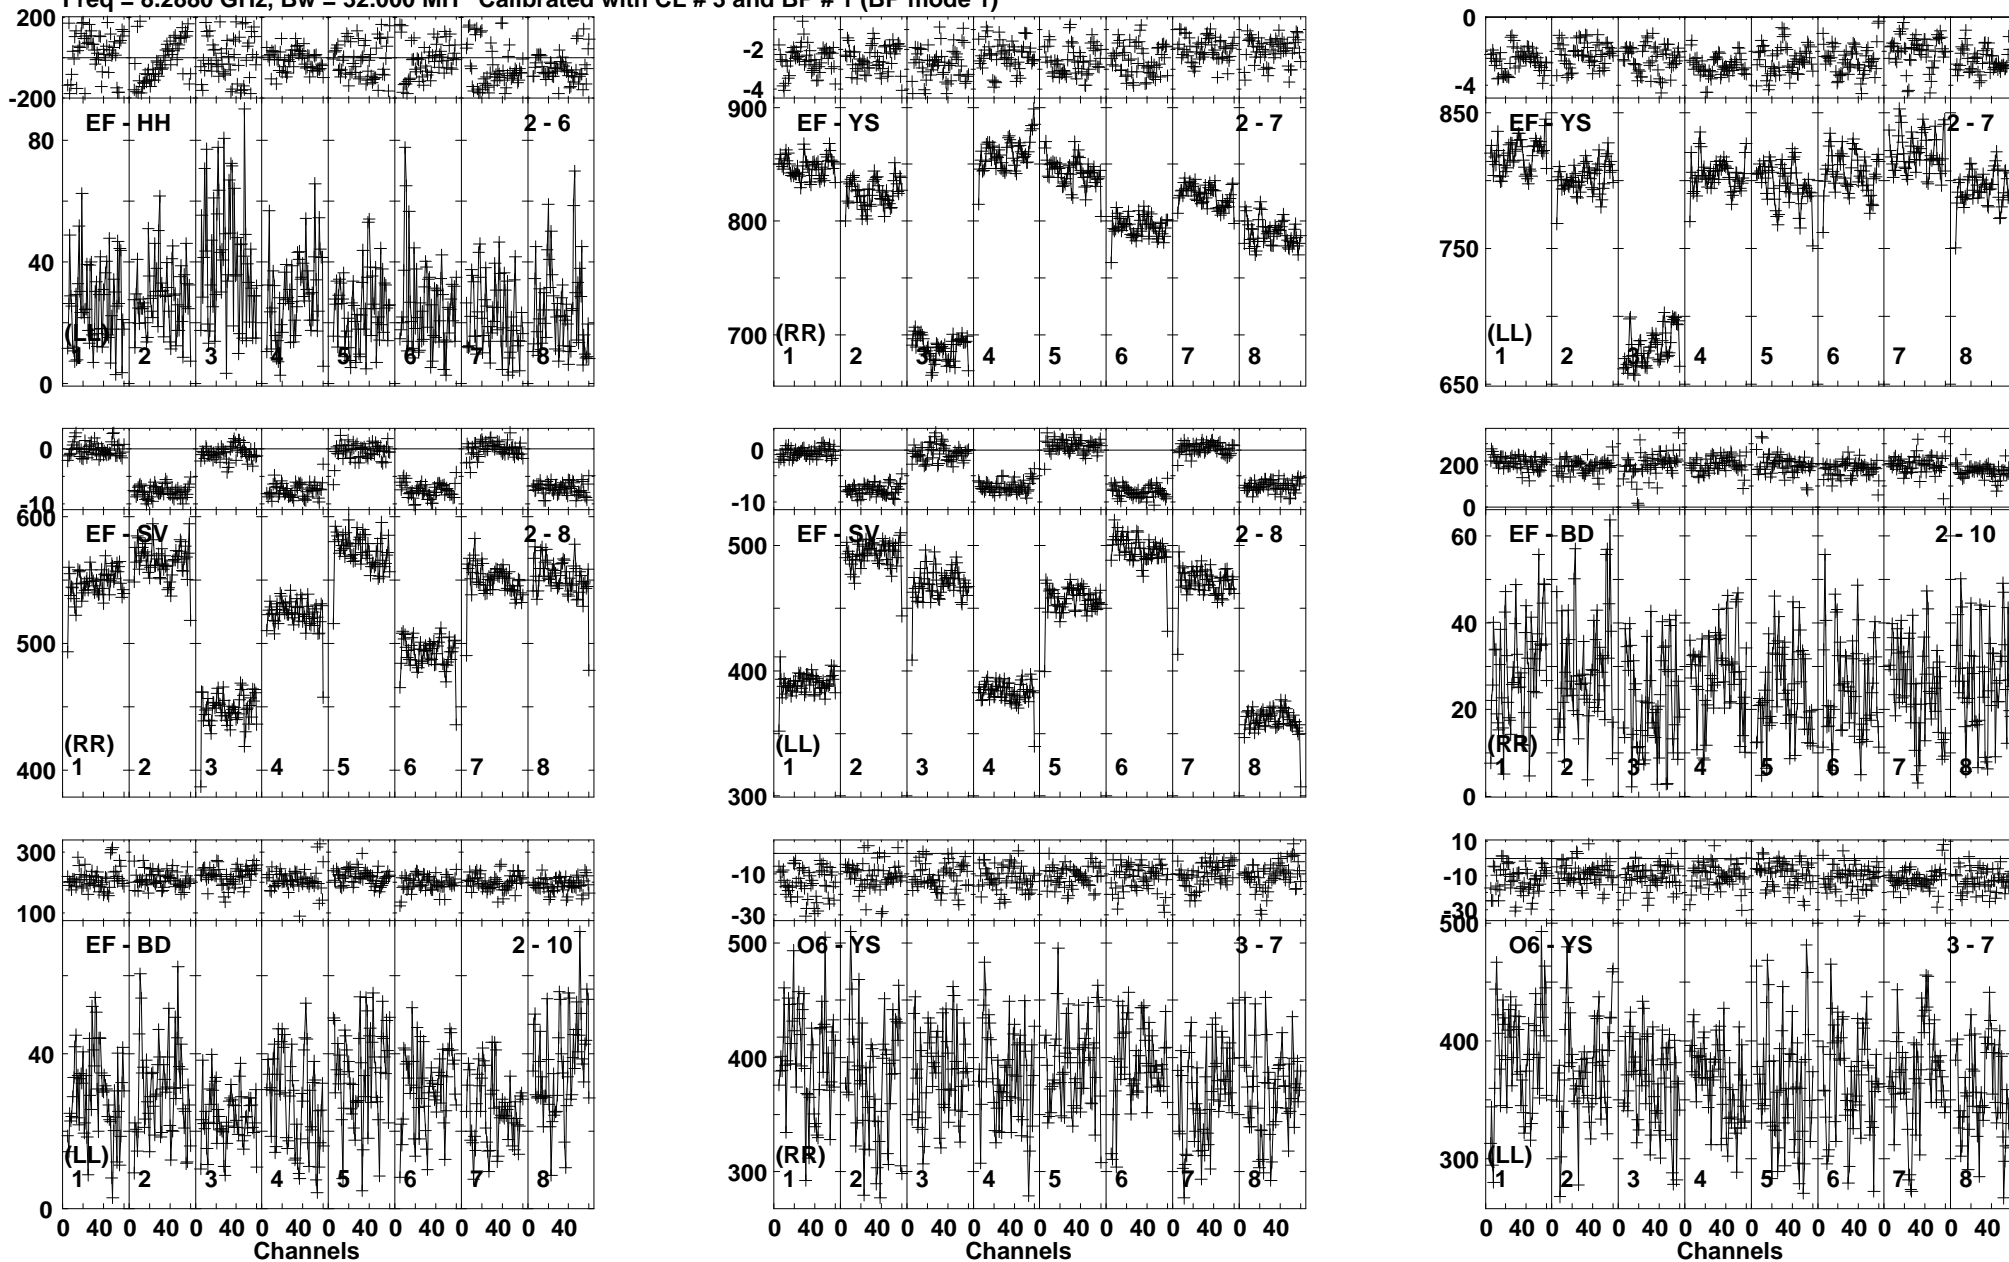 Freq = 8.2880 GHz, Bw = 32.000 MH Calibrated with CL # 3 and BP # 1 (BP mode 1)
200
-200
EF - HH 2 - 6
80
40
0
(LL)
1 2 3 4 5 6 7 8
-2
-4
900
EF - YS 2 - 7
800
700
(RR)
1 2 3 4 5 6 7 8
0
-4
850
EF - YS 2 - 7
750
650
(LL)
1 2 3 4 5 6 7 8
0
-10
600
EF - SV 2 - 8
500
400
(RR)
1 2 3 4 5 6 7 8
0
-10
500
EF - SV 2 - 8
400
300
(LL)
1 2 3 4 5 6 7 8
200
0
60
EF - BD 2 - 10
40
20
0
(RR)
1 2 3 4 5 6 7 8
300
100
EF - BD 2 - 10
40
0
(LL)
1 2 3 4 5 6 7 8
0 40 0 40 0 40 0 40 0 40 0 40 0 40 0 40
Channels
-10
-30
500
O6 - YS 3 - 7
400
300
(RR)
1 2 3 4 5 6 7 8
0 40 0 40 0 40 0 40 0 40 0 40 0 40 0 40
10
-10
-30
500
O6 - YS 3 - 7
400
300
(LL)
1 2 3 4 5 6 7 8
0 40 0 40 0 40 0 40 0 40 0 40 0 40 0 40
Channels